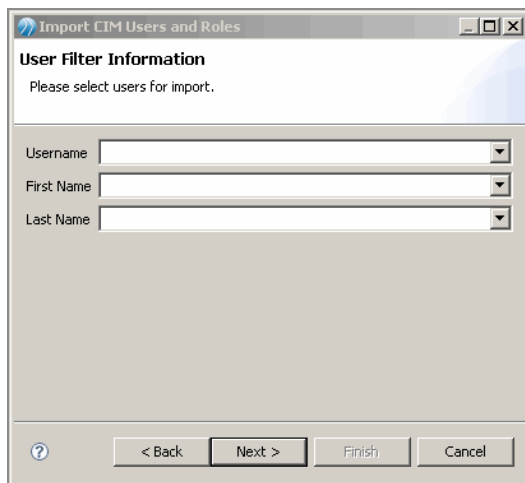 Import CIM Users and Roles
User Filter Information
Please select users for import.
Username
First Name
Last Name
?
< Back
Next >
Finish
Cancel